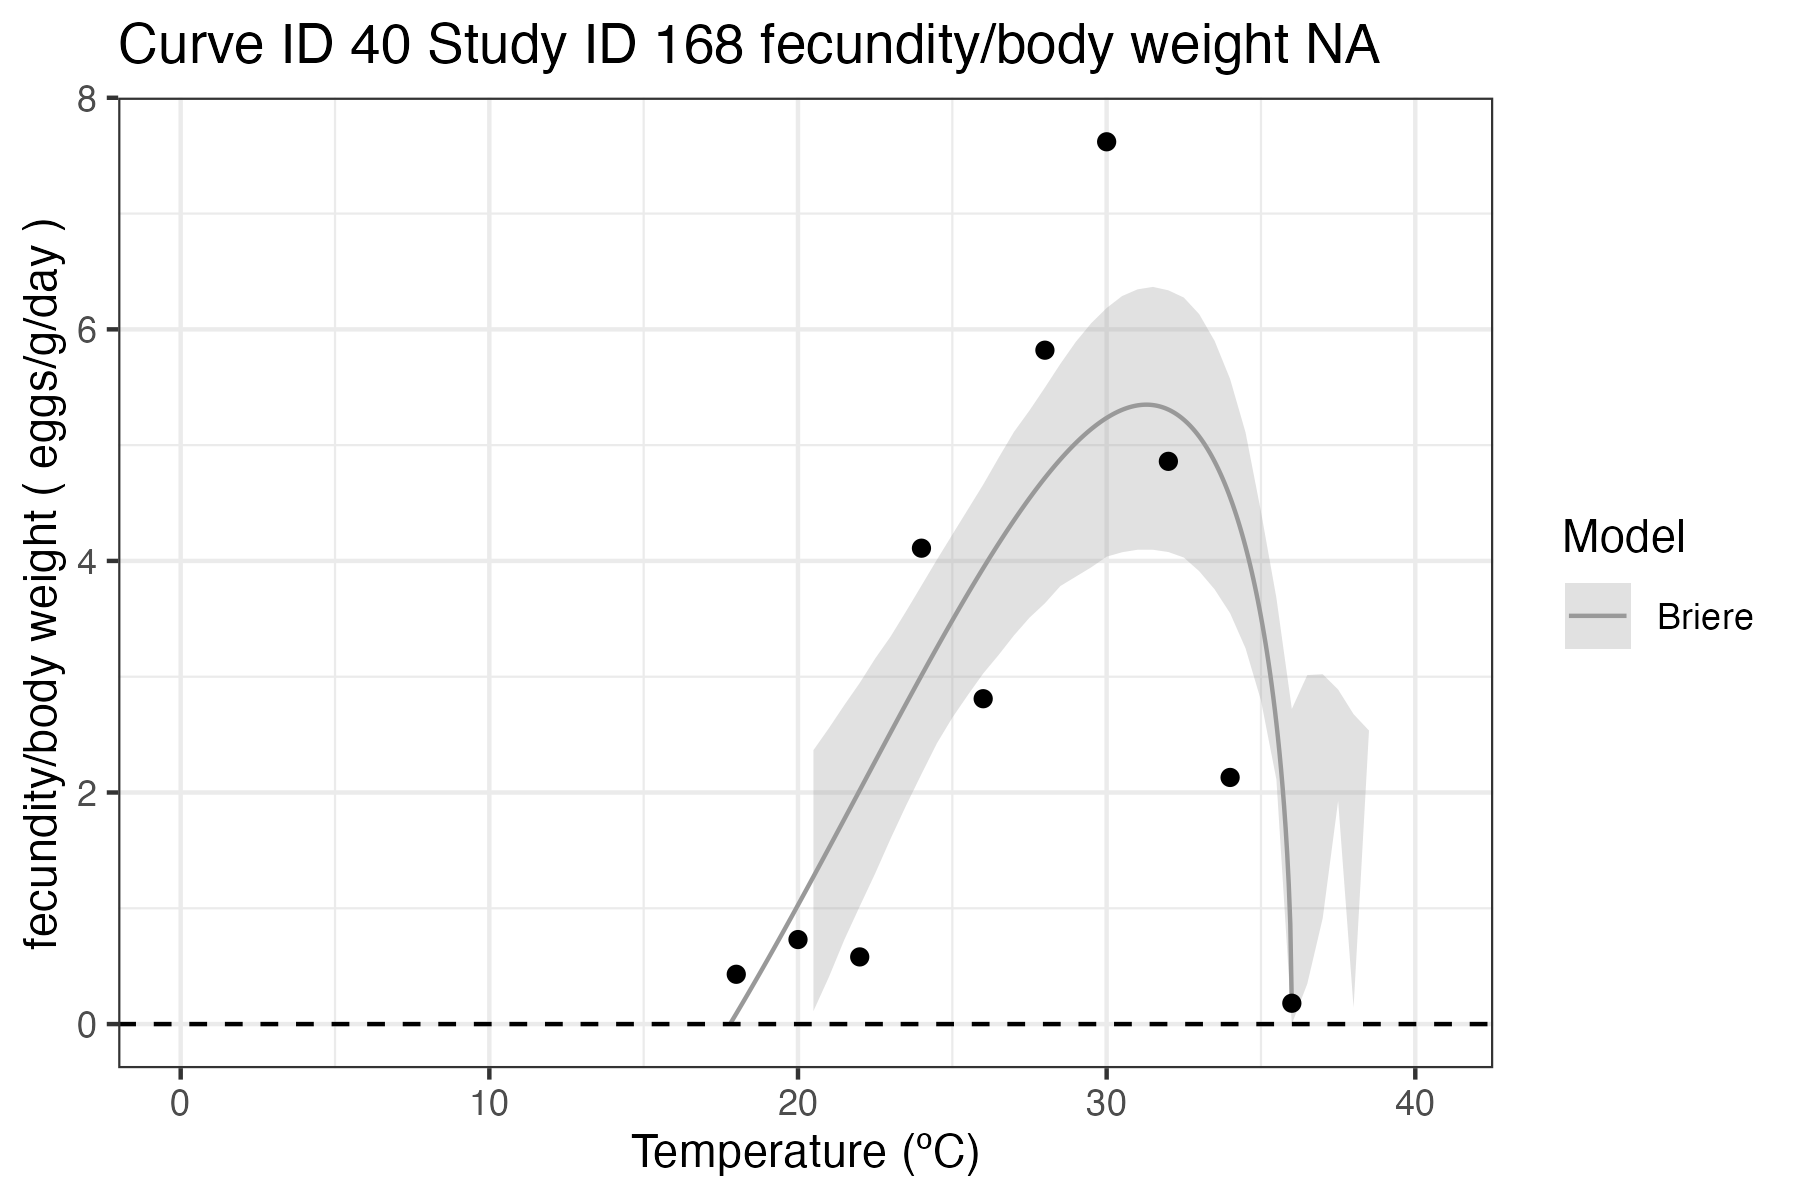 Curve ID 40 Study ID 168 fecundity/body weight NA
fecundity/body weight ( eggs/g/day )
8
6
4
2
0
0 10 20 30 40
Temperature (ºC)
Model
Briere